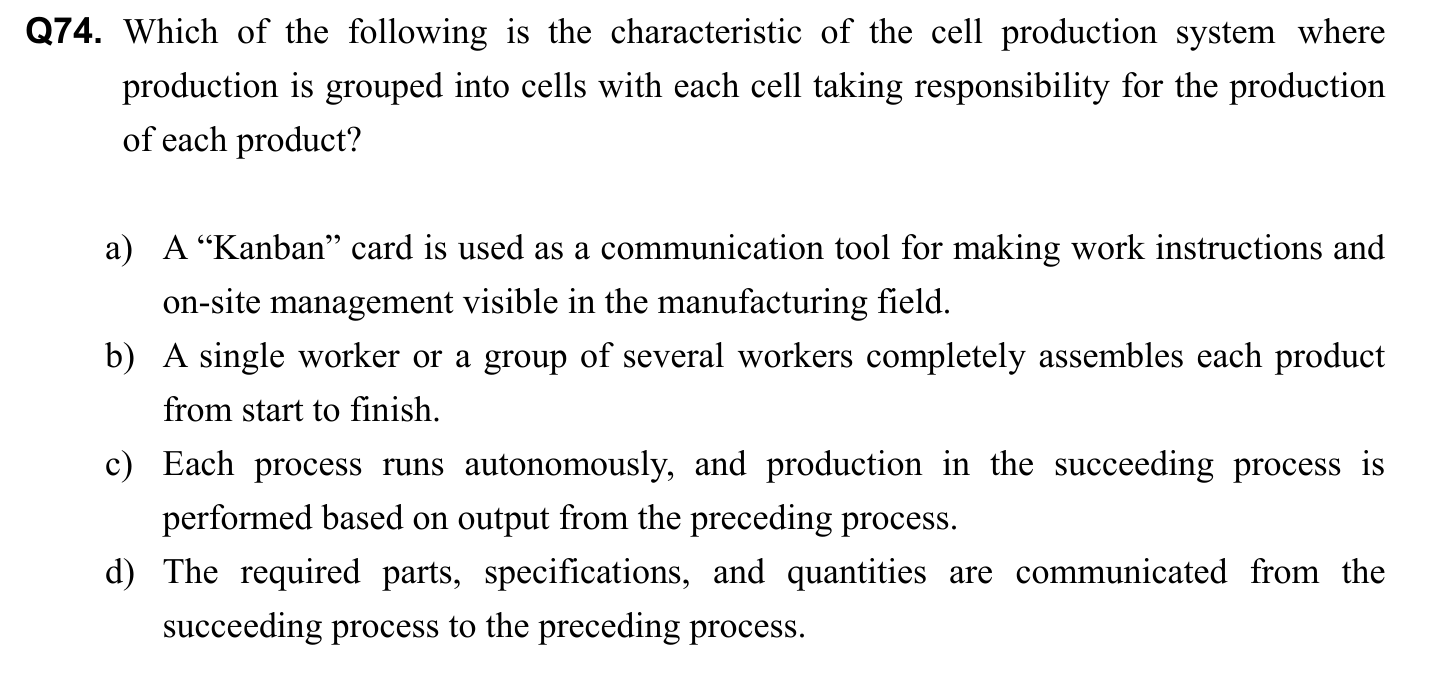 Q74. Which of the following is the characteristic of the cell production system where
production is grouped into cells with each cell taking responsibility for the production
of each product?
a) A “Kanban” card is used as a communication tool for making work instructions and
on-site management visible in the manufacturing field.
b) A single worker or a group of several workers completely assembles each product
from start to finish.
c) Each process runs autonomously, and production in the succeeding process is
performed based on output from the preceding process.
d) The required parts, specifications, and quantities are communicated from the
succeeding process to the preceding process.